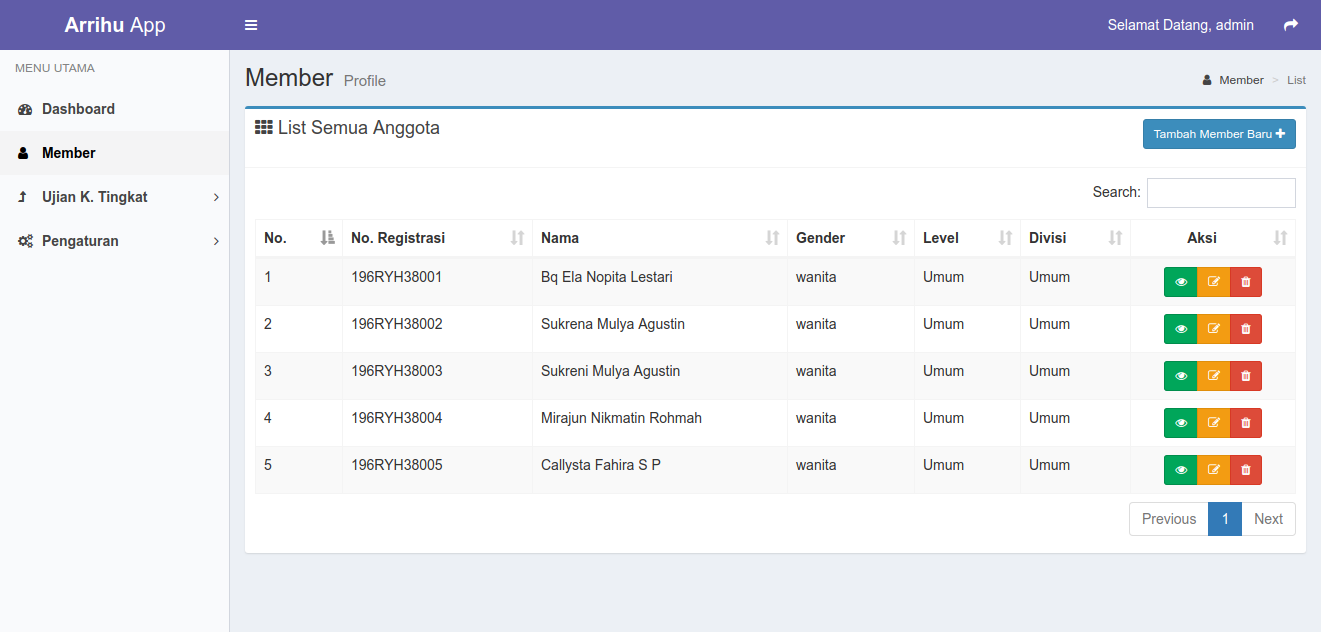 Arrihu App
Selamat Datang, admin
MENU UTAMA
Dashboard
Member
Ujian K. Tingkat
Pengaturan
Member Profile
Member > List
List Semua Anggota
Tambah Member Baru
Search:
No. No. Registrasi Nama Gender Level Divisi Aksi
1 196RYH38001 Bq Ela Nopita Lestari wanita Umum Umum
2 196RYH38002 Sukrena Mulya Agustin wanita Umum Umum
3 196RYH38003 Sukreni Mulya Agustin wanita Umum Umum
4 196RYH38004 Mirajun Nikmatin Rohmah wanita Umum Umum
5 196RYH38005 Callysta Fahira S P wanita Umum Umum
Previous 1 Next